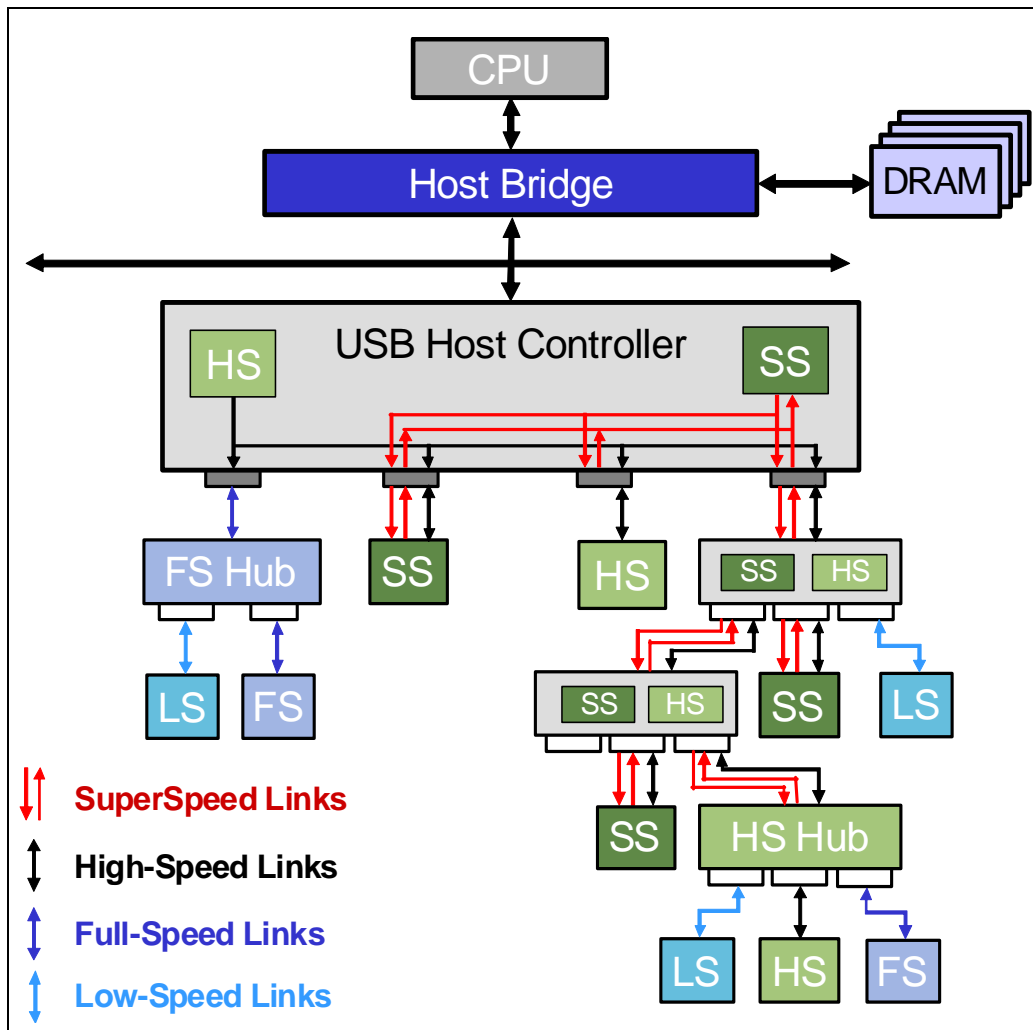 CPU
Host Bridge
DRAM
USB Host Controller
HS
SS
FS Hub
SS
HS
SS
HS
LS
FS
SS
HS
SS
LS
SuperSpeed Links
SS
HS Hub
High-Speed Links
Full-Speed Links
LS
HS
FS
Low-Speed Links